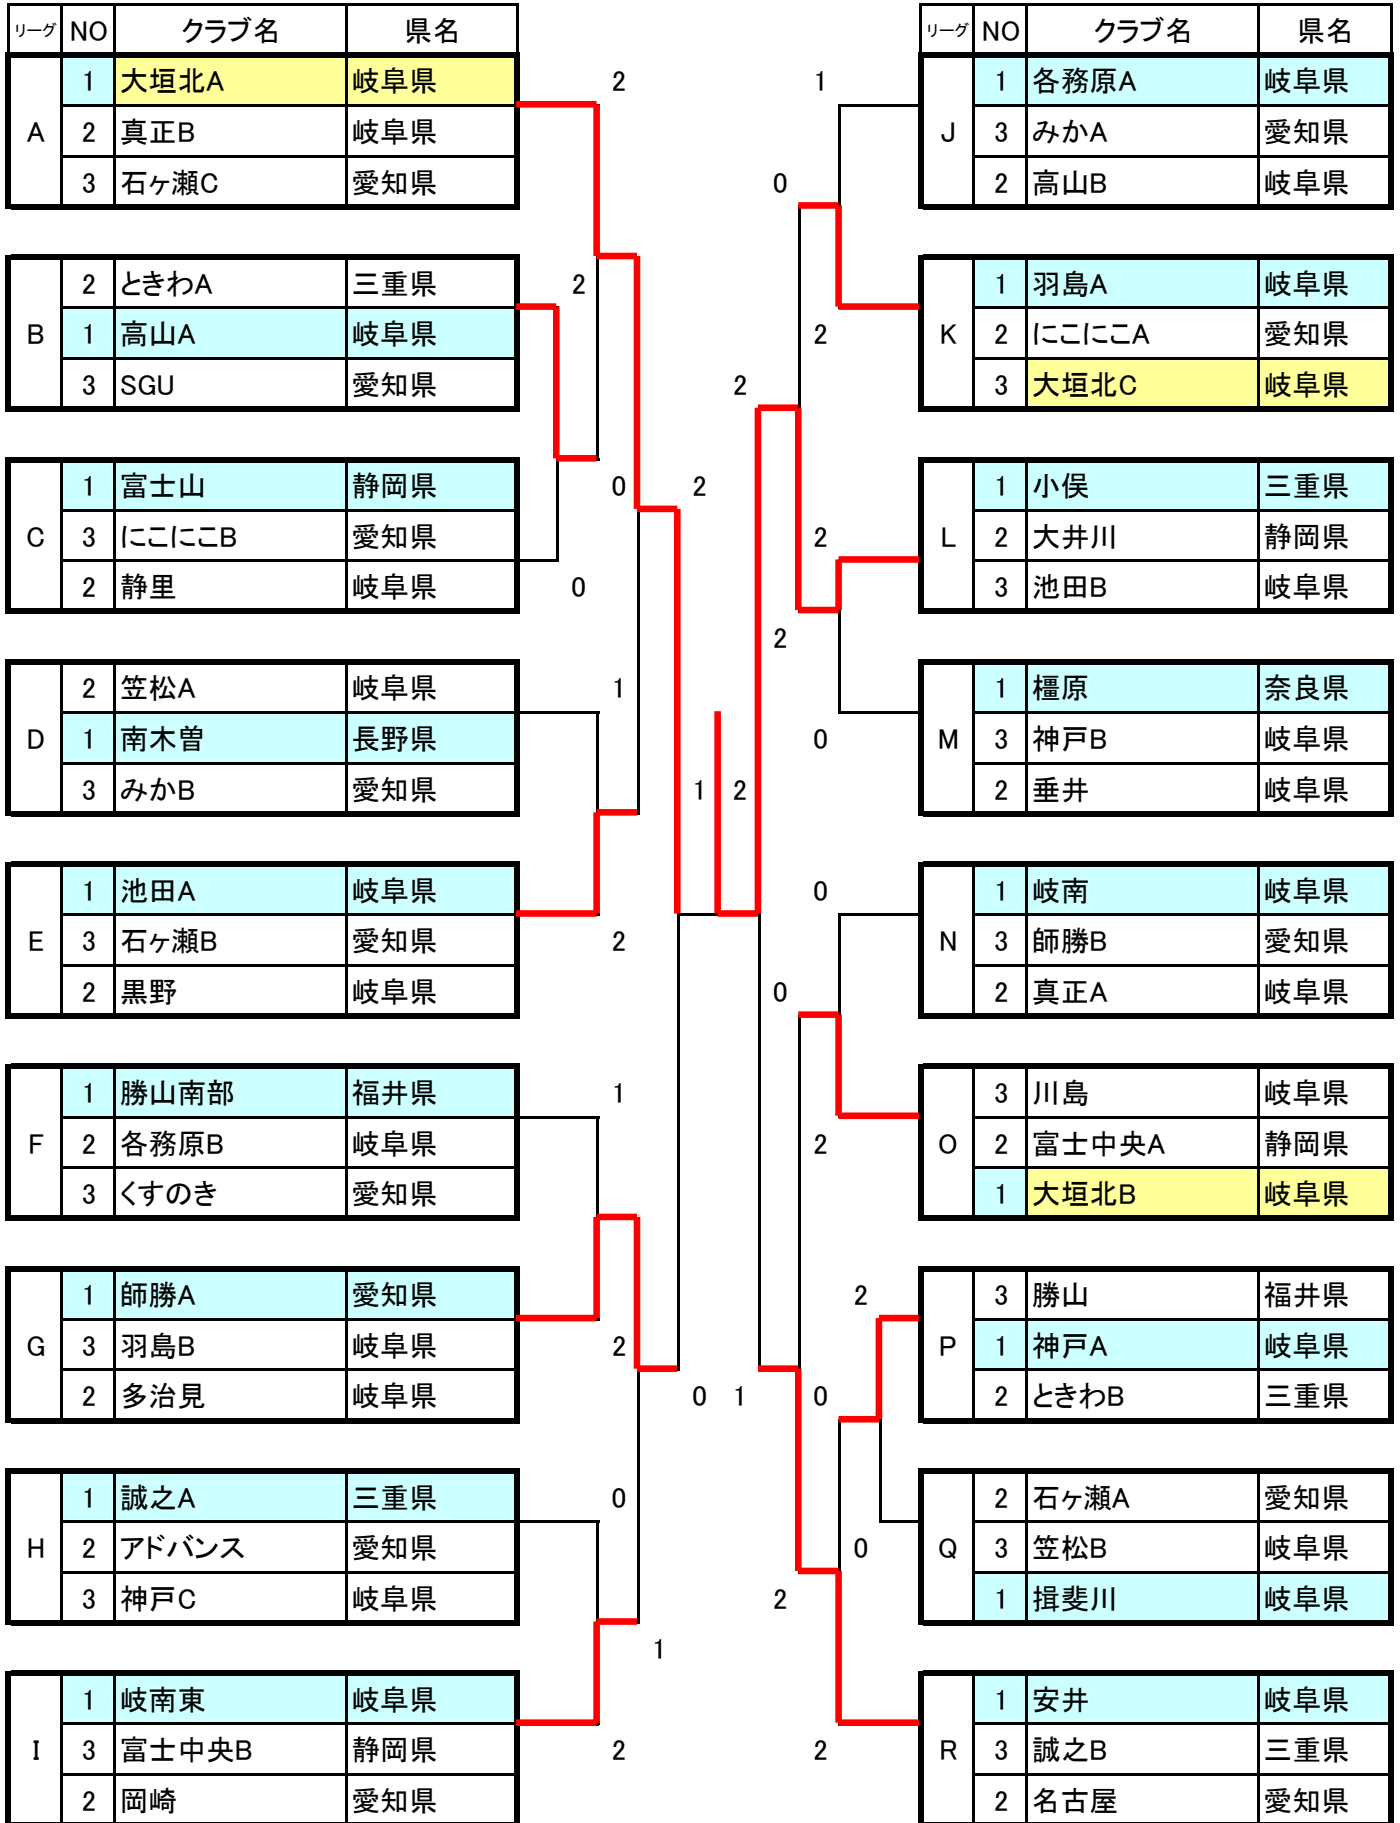 リーグ NO クラブ名 県名
A
1 大垣北A 岐阜県
2 真正B 岐阜県
3 石ヶ瀬C 愛知県
B
2 ときわA 三重県
1 高山A 岐阜県
3 SGU 愛知県
C
1 富士山 静岡県
3 にこにこB 愛知県
2 静里 岐阜県
D
2 笠松A 岐阜県
1 南木曽 長野県
3 みかB 愛知県
E
1 池田A 岐阜県
3 石ヶ瀬B 愛知県
2 黒野 岐阜県
F
1 勝山南部 福井県
2 各務原B 岐阜県
3 くすのき 愛知県
G
1 師勝A 愛知県
3 羽島B 岐阜県
2 多治見 岐阜県
H
1 誠之A 三重県
2 アドバンス 愛知県
3 神戸C 岐阜県
I
1 岐南東 岐阜県
3 富士中央B 静岡県
2 岡崎 愛知県
2
2
0
0
1
2
1
2
0
1
2
2
1
0
2
1
0
1
0
2
2
2
2
2
0
0
0
2
2
0
0
2
2
リーグ NO クラブ名 県名
J
1 各務原A 岐阜県
3 みかA 愛知県
2 高山B 岐阜県
K
1 羽島A 岐阜県
2 にこにこA 愛知県
3 大垣北C 岐阜県
L
1 小俣 三重県
2 大井川 静岡県
3 池田B 岐阜県
M
1 橿原 奈良県
3 神戸B 岐阜県
2 垂井 岐阜県
N
1 岐南 岐阜県
3 師勝B 愛知県
2 真正A 岐阜県
O
3 川島 岐阜県
2 富士中央A 静岡県
1 大垣北B 岐阜県
P
3 勝山 福井県
1 神戸A 岐阜県
2 ときわB 三重県
Q
2 石ヶ瀬A 愛知県
3 笠松B 岐阜県
1 揖斐川 岐阜県
R
1 安井 岐阜県
3 誠之B 三重県
2 名古屋 愛知県